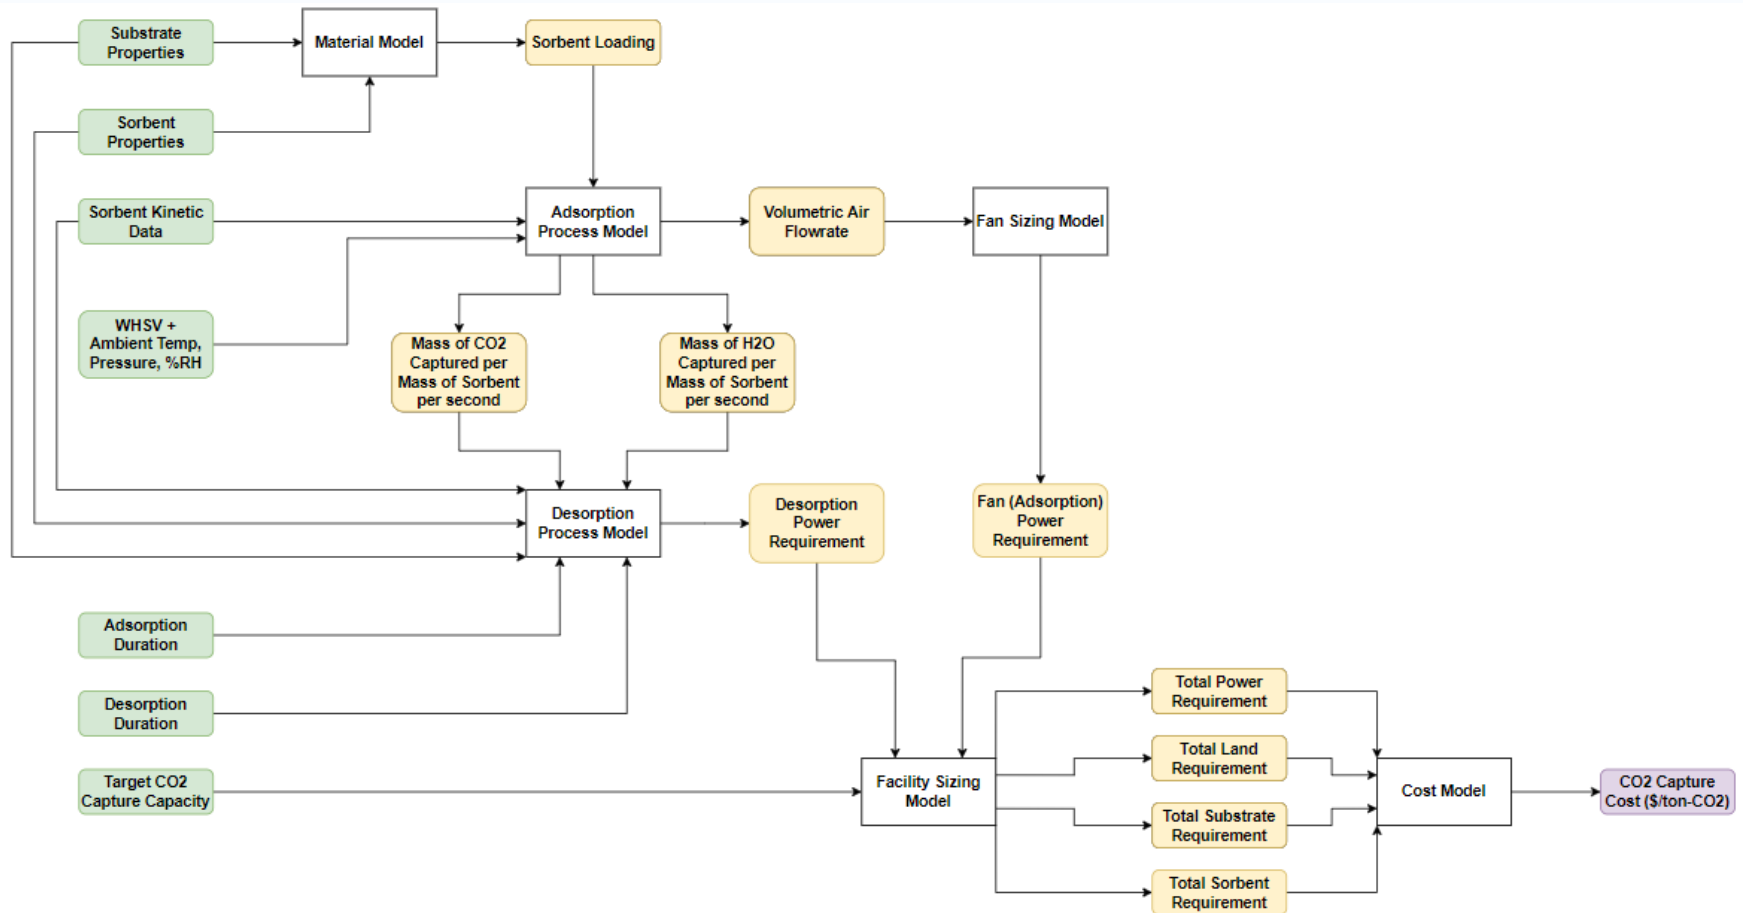 Substrate
Properties
Material Model
Sorbent Loading
Sorbent
Properties
Sorbent Kinetic
Data
Adsorption
Process Model
Volumetric Air
Flowrate
Fan Sizing Model
WHSV +
Ambient Temp,
Pressure, %RH
Mass of CO2
Captured per
Mass of Sorbent
per second
Mass of H2O
Captured per
Mass of Sorbent
per second
Desorption
Process Model
Desorption
Power
Requirement
Fan (Adsorption)
Power
Requirement
Adsorption
Duration
Desorption
Duration
Target CO2
Capture Capacity
Facility Sizing
Model
Total Power
Requirement
Total Land
Requirement
Total Substrate
Requirement
Total Sorbent
Requirement
Cost Model
CO2 Capture
Cost ($/ton-CO2)